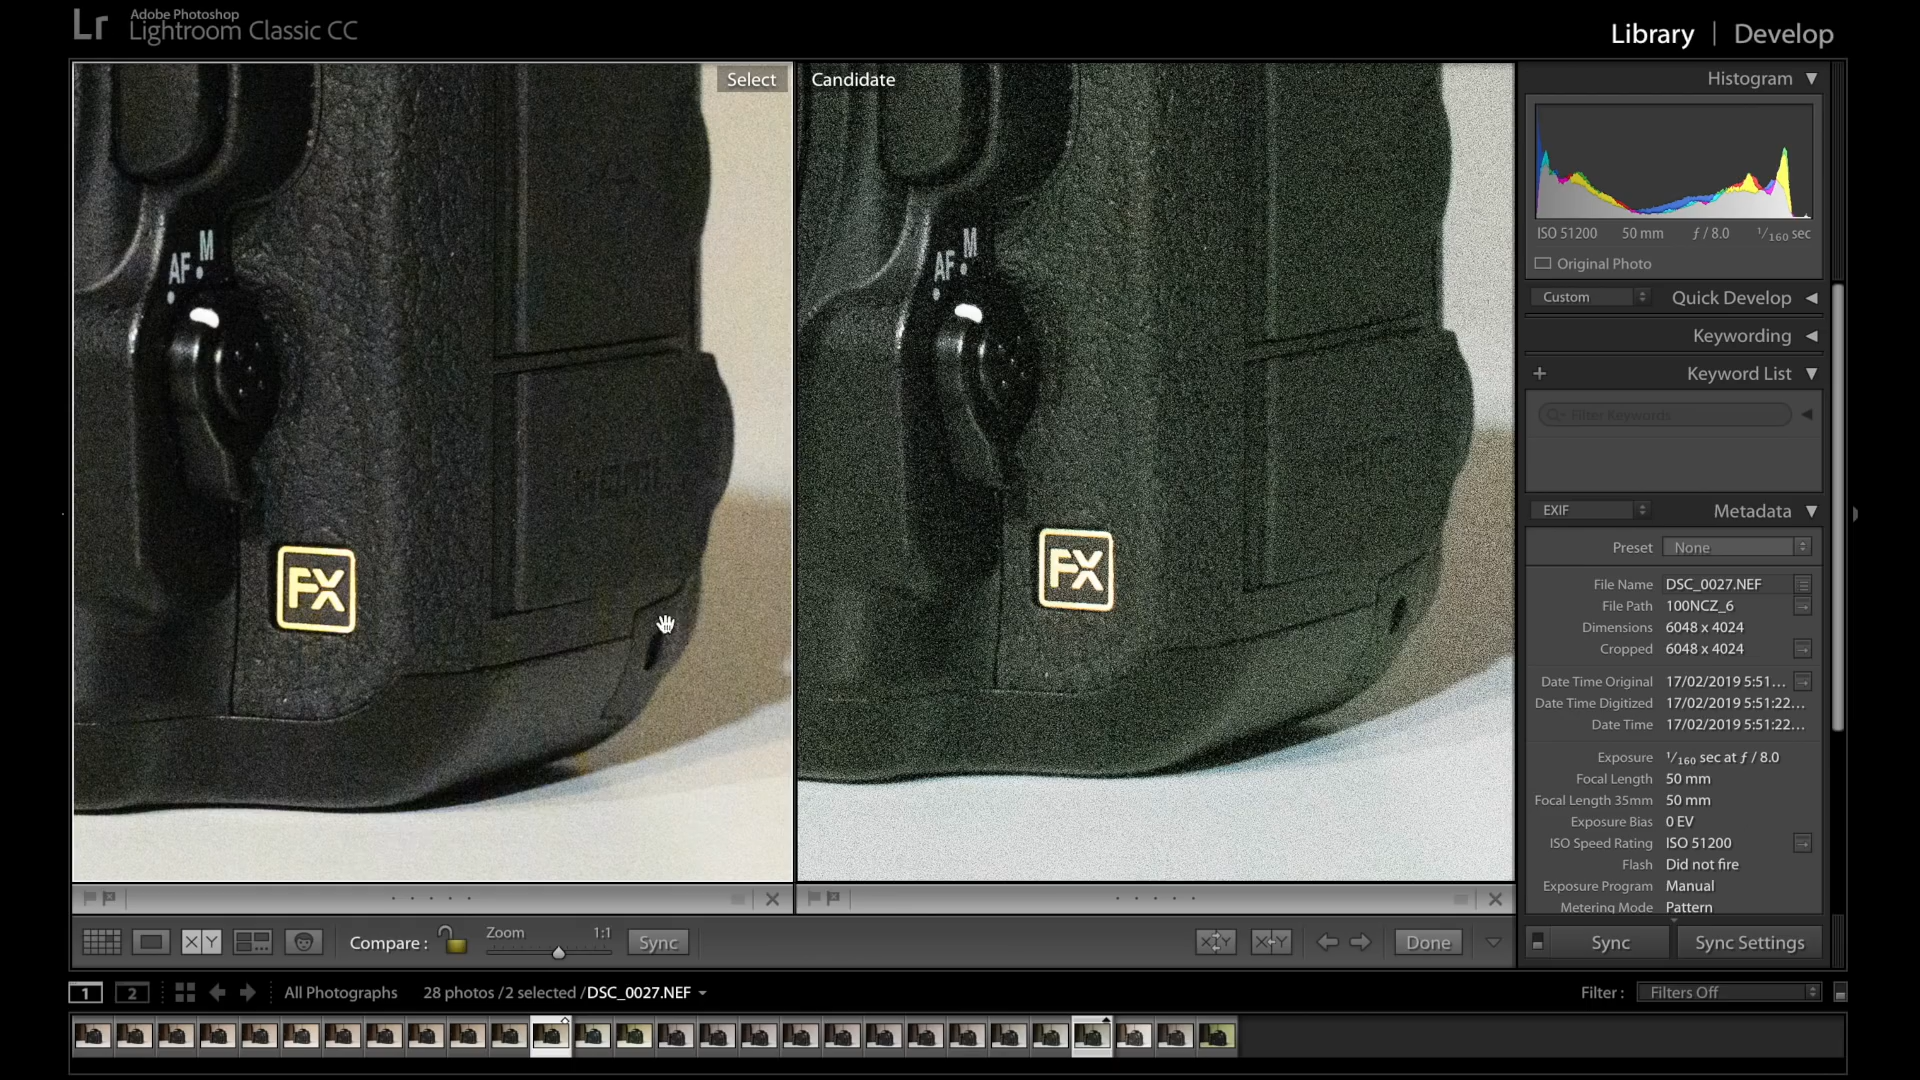 Lr Adobe Photoshop
Lightroom Classic CC
Library | Develop
Select
Candidate
AF M
FX
AF M
FX
Histogram
ISO 51200 50 mm ƒ / 8.0 1/160 sec
Original Photo
Custom Quick Develop
Keywording
+ Keyword List
Filter Keywords
EXIF Metadata
Preset None
File Name DSC_0027.NEF
File Path 100NCZ_6
Dimensions 6048 x 4024
Cropped 6048 x 4024
Date Time Original 17/02/2019 5:51...
Date Time Digitized 17/02/2019 5:51:22...
Date Time 17/02/2019 5:51:22...
Exposure 1/160 sec at ƒ / 8.0
Focal Length 50 mm
Focal Length 35mm 50 mm
Exposure Bias 0 EV
ISO Speed Rating ISO 51200
Flash Did not fire
Exposure Program Manual
Metering Mode Pattern
XY Compare : Zoom 1:1 Sync
XY XY Done
Sync Sync Settings
1 2 All Photographs 28 photos /2 selected /DSC_0027.NEF
Filter : Filters Off